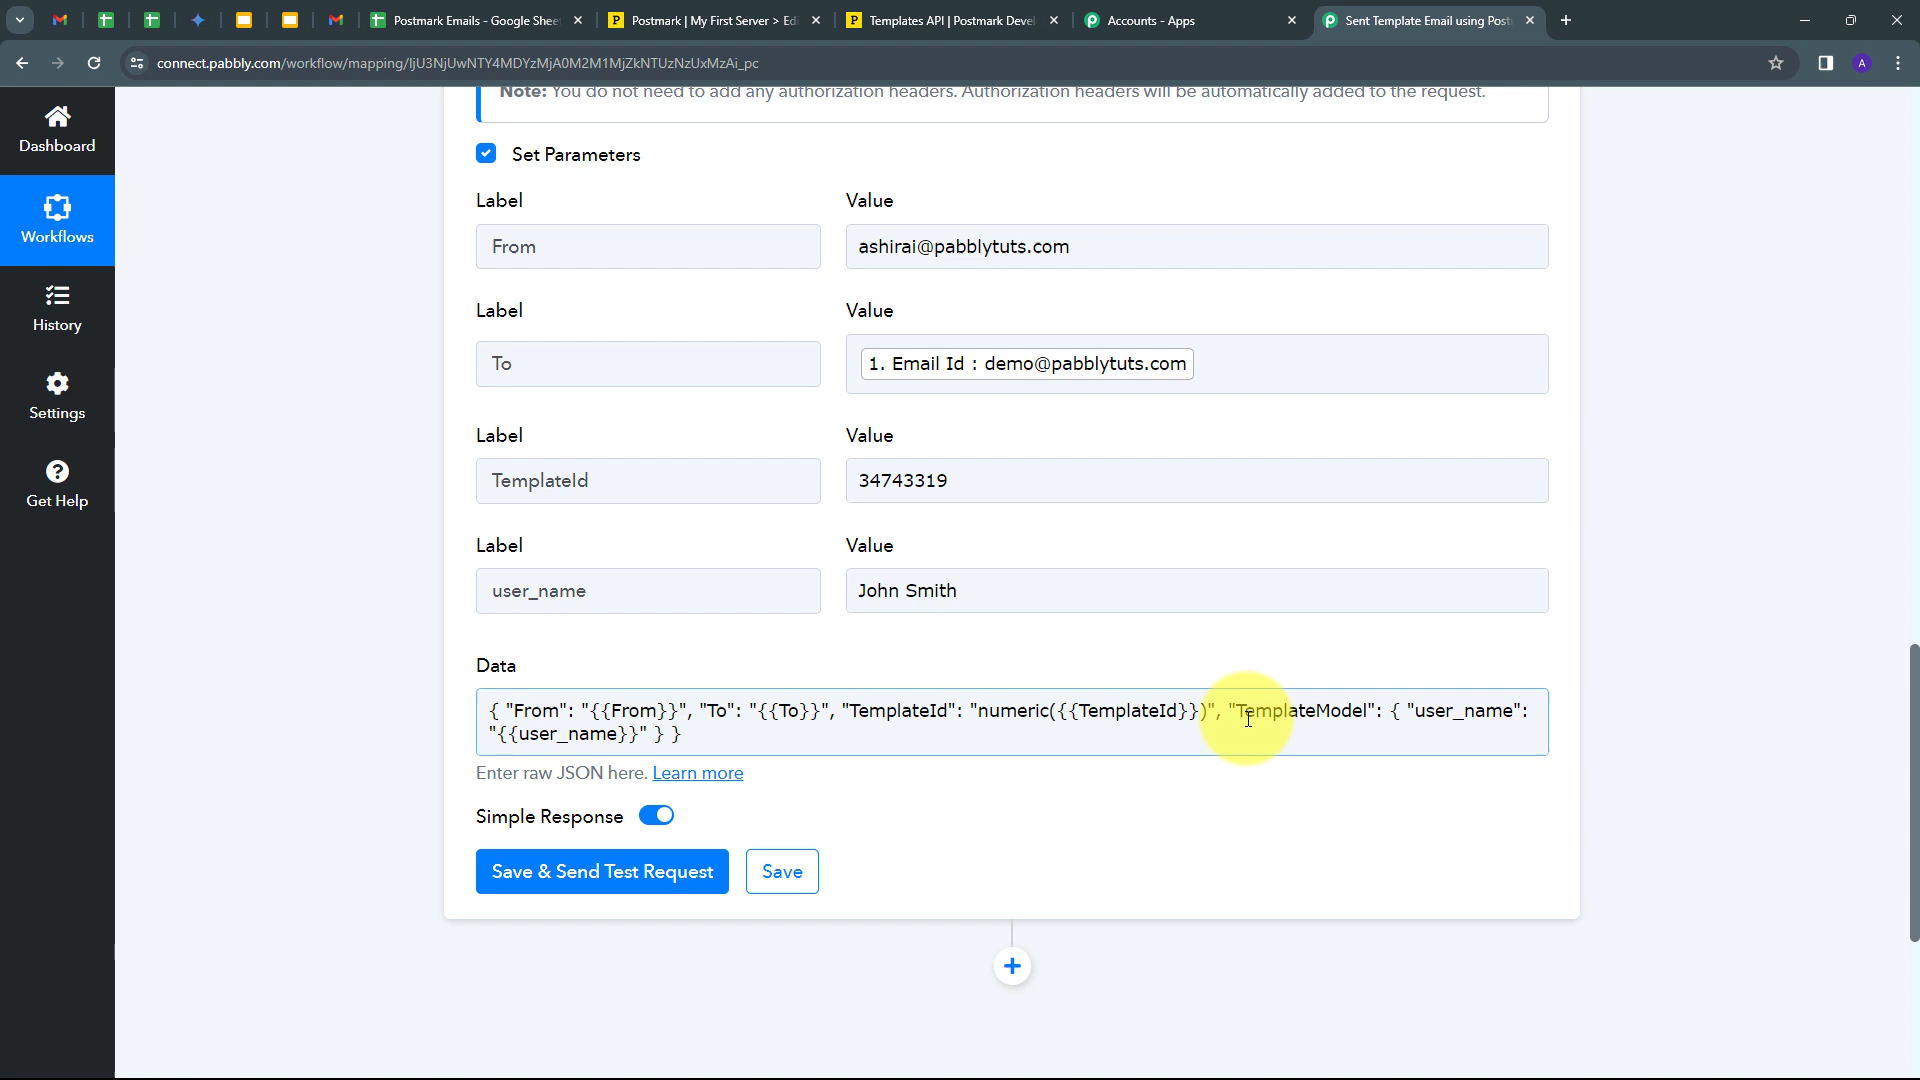 Postmark Emails - Google Shee
Postmark | My First Server > Ed
Templates API | Postmark Devel
Accounts - Apps
Sent Template Email using Post
connect.pabbly.com/workflow/mapping/IjU3NjUwNTY4MDYzMjA0M2M1MjZkNTUzNzUxMzAi_pc
A
Dashboard
Workflows
History
Settings
Get Help
Note: You do not need to add any authorization headers. Authorization headers will be automatically added to the request.
Set Parameters
Label Value
From ashirai@pabblytuts.com
Label Value
To 1. Email Id : demo@pabblytuts.com
Label Value
TemplateId 34743319
Label Value
user_name John Smith
Data
{ "From": "{{From}}", "To": "{{To}}", "TemplateId": "numeric({{TemplateId}})", "TemplateModel": { "user_name":
"{{user_name}}" } }
Enter raw JSON here. Learn more
Simple Response
Save & Send Test Request Save